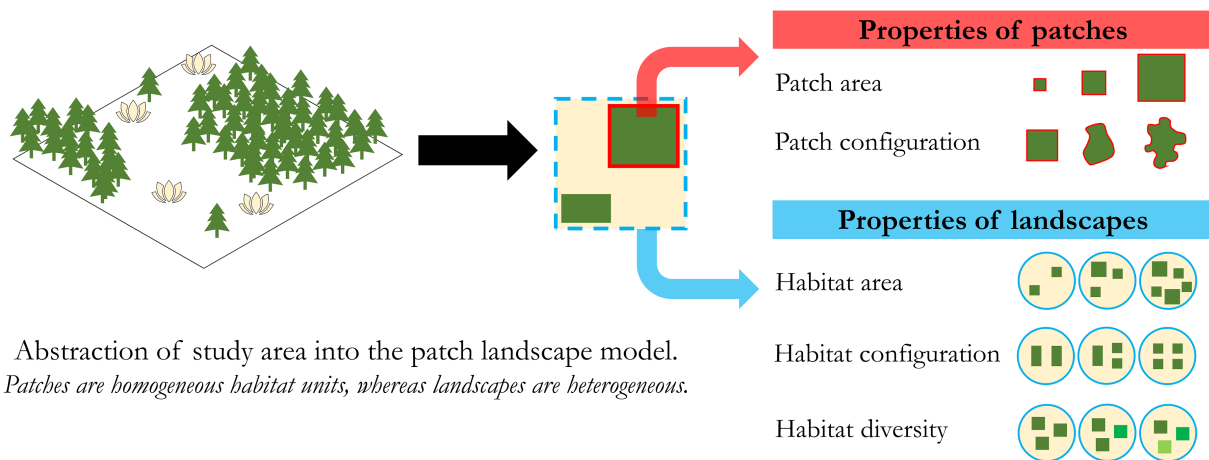 Properties of patches
Patch area
Patch configuration
Properties of landscapes
Habitat area
Habitat configuration
Habitat diversity
Abstraction of study area into the patch landscape model.
Patches are homogeneous habitat units, whereas landscapes are heterogeneous.